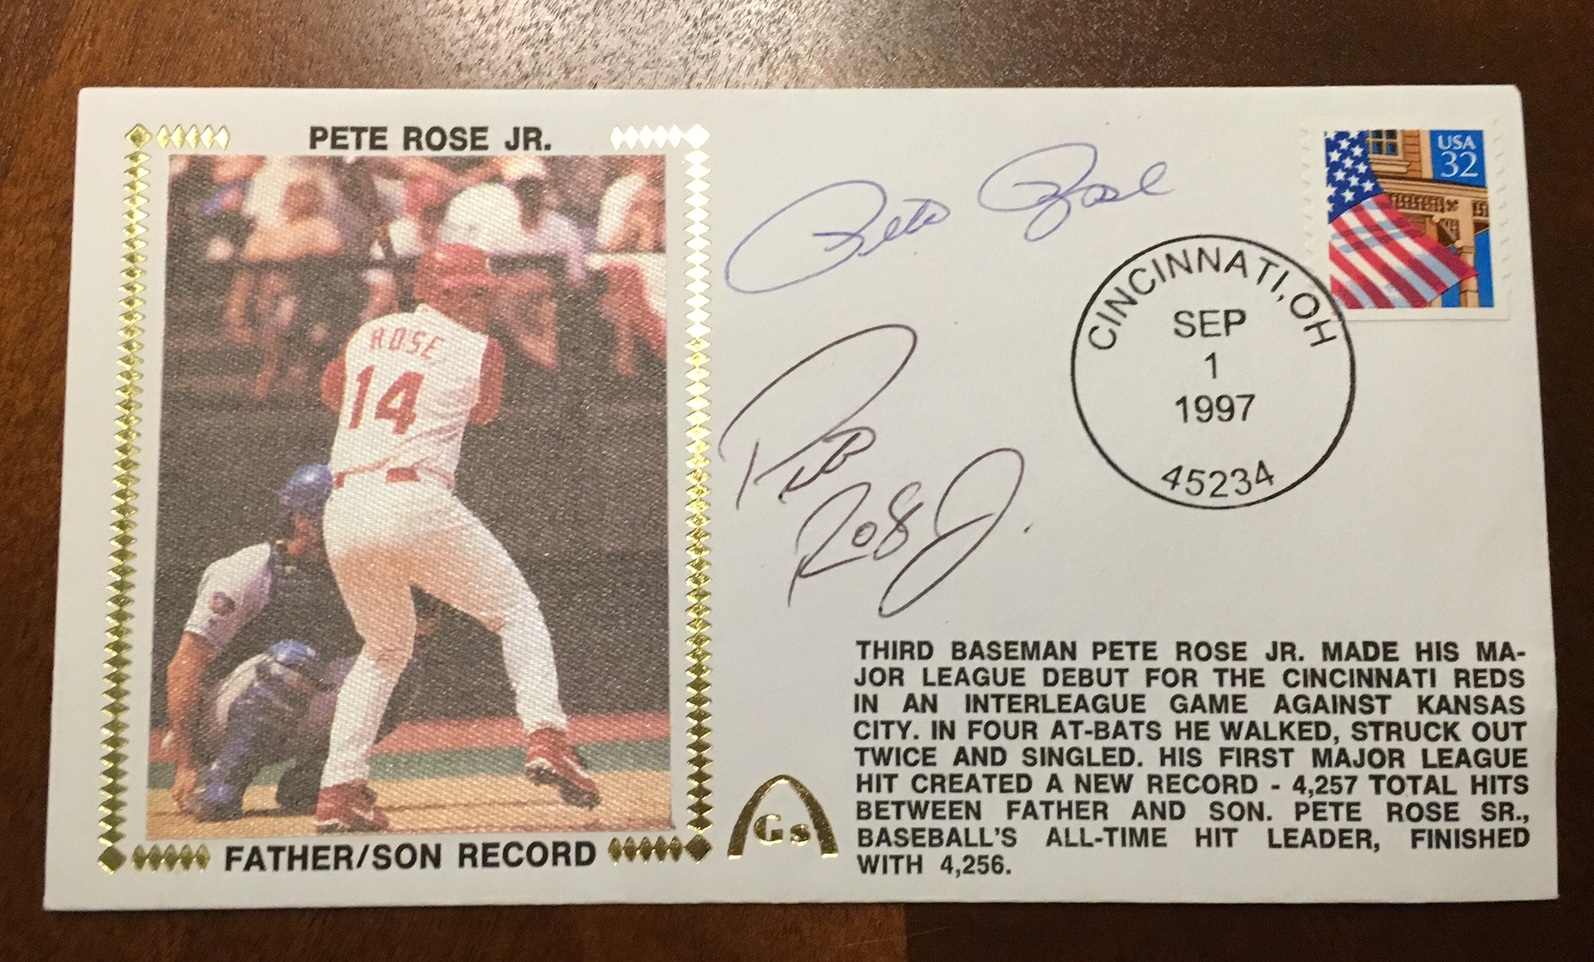 PETE ROSE JR.
ROSE
14
FATHER/SON RECORD
Pete Rose
Pete
Rose Jr.
USA
32
CINCINNATI, OH
SEP
1
1997
45234
Gs
THIRD BASEMAN PETE ROSE JR. MADE HIS MA-
JOR LEAGUE DEBUT FOR THE CINCINNATI REDS
IN AN INTERLEAGUE GAME AGAINST KANSAS
CITY. IN FOUR AT-BATS HE WALKED, STRUCK OUT
TWICE AND SINGLED. HIS FIRST MAJOR LEAGUE
HIT CREATED A NEW RECORD - 4,257 TOTAL HITS
BETWEEN FATHER AND SON. PETE ROSE SR.,
BASEBALL'S ALL-TIME HIT LEADER, FINISHED
WITH 4,256.